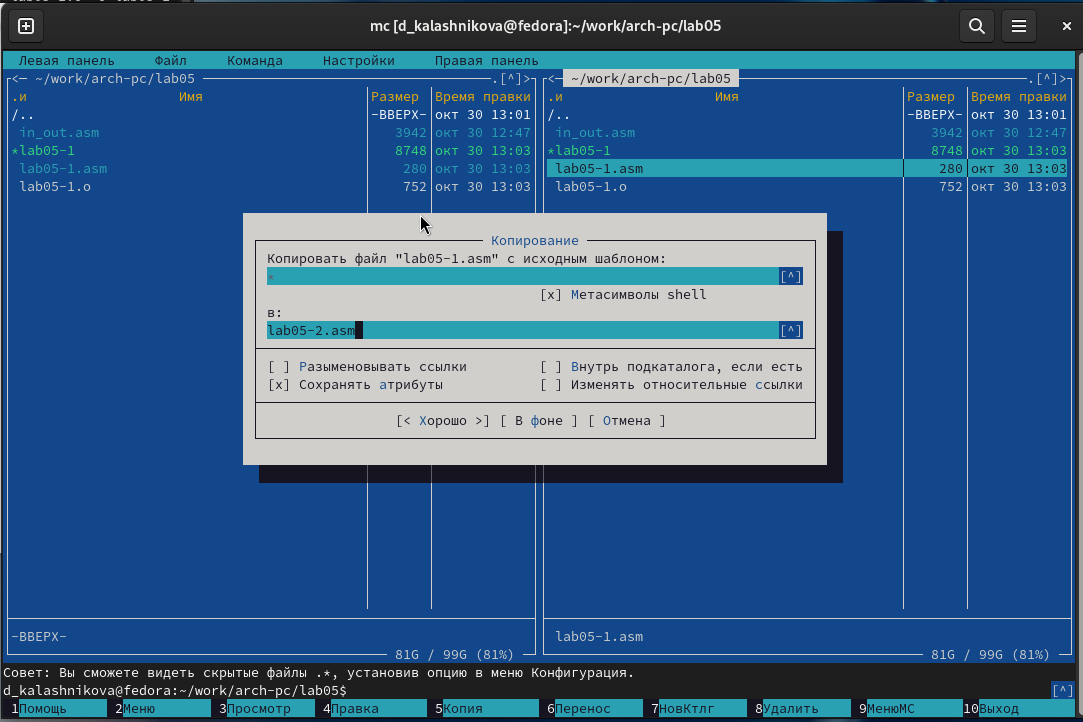 mc [d_kalashnikova@fedora]:~/work/arch-pc/lab05
Левая панель Файл Команда Настройки Правая панель
<— ~/work/arch-pc/lab05 .[^]> <— ~/work/arch-pc/lab05 .[^]>
.и Имя Размер Время правки .и Имя Размер Время правки
/.. -ВВЕРХ- окт 30 13:01 /.. -ВВЕРХ- окт 30 13:01
in_out.asm 3942 окт 30 12:47 in_out.asm 3942 окт 30 12:47
*lab05-1 8748 окт 30 13:03 *lab05-1 8748 окт 30 13:03
lab05-1.asm 280 окт 30 13:03 lab05-1.asm 280 окт 30 13:03
lab05-1.o 752 окт 30 13:03 lab05-1.o 752 окт 30 13:03
Копирование
Копировать файл "lab05-1.asm" с исходным шаблоном:
* [^]
[x] Метасимволы shell
в:
lab05-2.asm [^]
[ ] Разыменовывать ссылки [ ] Внутрь подкаталога, если есть
[x] Сохранять атрибуты [ ] Изменять относительные ссылки
[< Хорошо >] [ В фоне ] [ Отмена ]
-ВВЕРХ- lab05-1.asm
81G / 99G (81%) 81G / 99G (81%)
Совет: Вы сможете видеть скрытые файлы .*, установив опцию в меню Конфигурация.
d_kalashnikova@fedora:~/work/arch-pc/lab05$ [^]
1Помощь 2Меню 3Просмотр 4Правка 5Копия 6Перенос 7НовКтлг 8Удалить 9МенюМС 10Выход